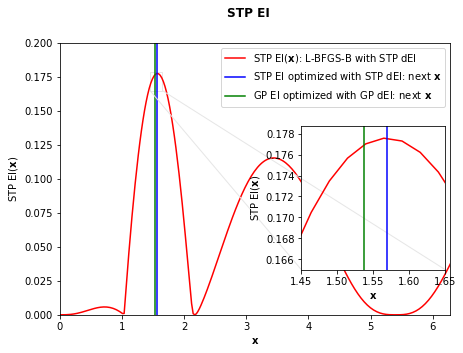 STP EI
STP EI(x): L-BFGS-B with STP dEI
STP EI optimized with STP dEI: next x
GP EI optimized with GP dEI: next x
STP EI(x)
0.200
0.175
0.150
0.125
0.100
0.075
0.050
0.025
0.000
0 1 2 3 4 5 6
x
STP EI(x)
0.178
0.176
0.174
0.172
0.170
0.168
0.166
1.45 1.50 1.55 1.60 1.65
x